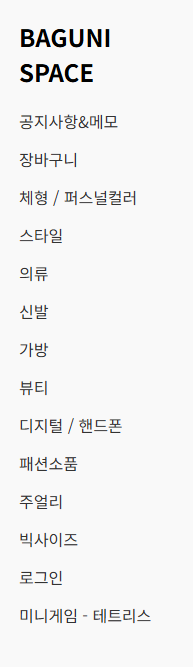 BAGUNI
SPACE
공지사항&메모
장바구니
체형 / 퍼스널컬러
스타일
의류
신발
가방
뷰티
디지털 / 핸드폰
패션소품
주얼리
빅사이즈
로그인
미니게임 - 테트리스